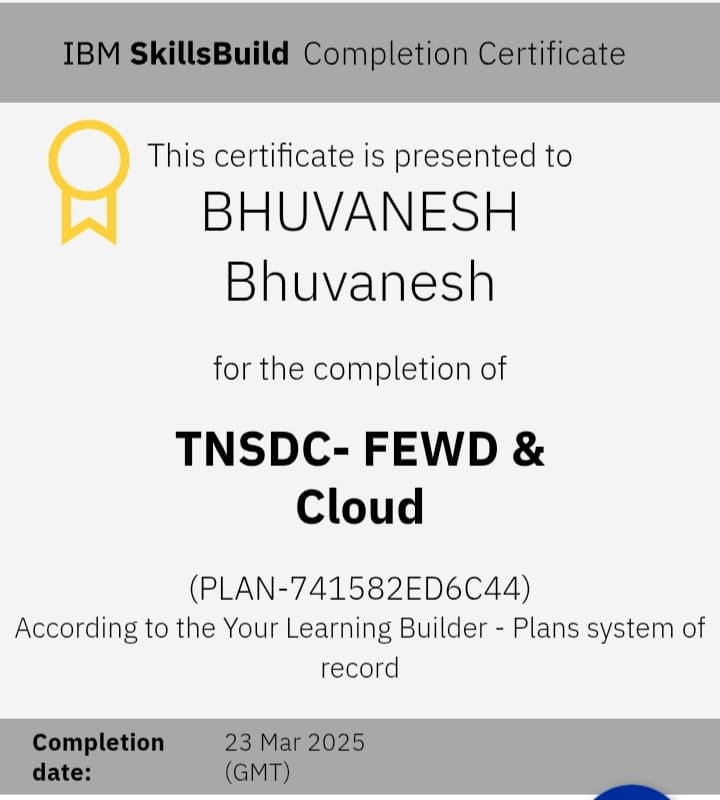 IBM SkillsBuild Completion Certificate
This certificate is presented to
BHUVANESH
Bhuvanesh
for the completion of
TNSDC- FEWD &
Cloud
(PLAN-741582ED6C44)
According to the Your Learning Builder - Plans system of
record
Completion date: 23 Mar 2025 (GMT)